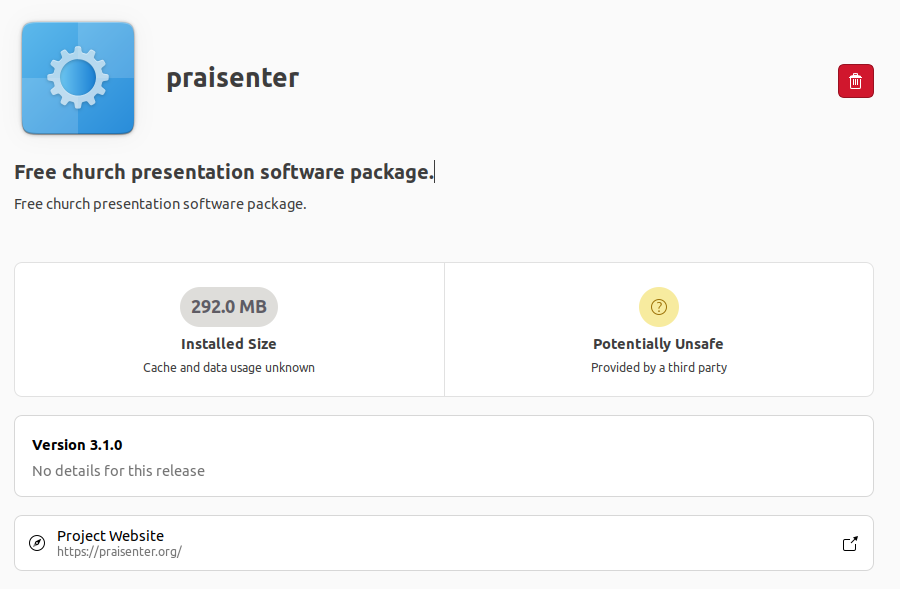 praisenter
Free church presentation software package.
Free church presentation software package.
292.0 MB
Installed Size
Cache and data usage unknown
?
Potentially Unsafe
Provided by a third party
Version 3.1.0
No details for this release
Project Website
https://praisenter.org/